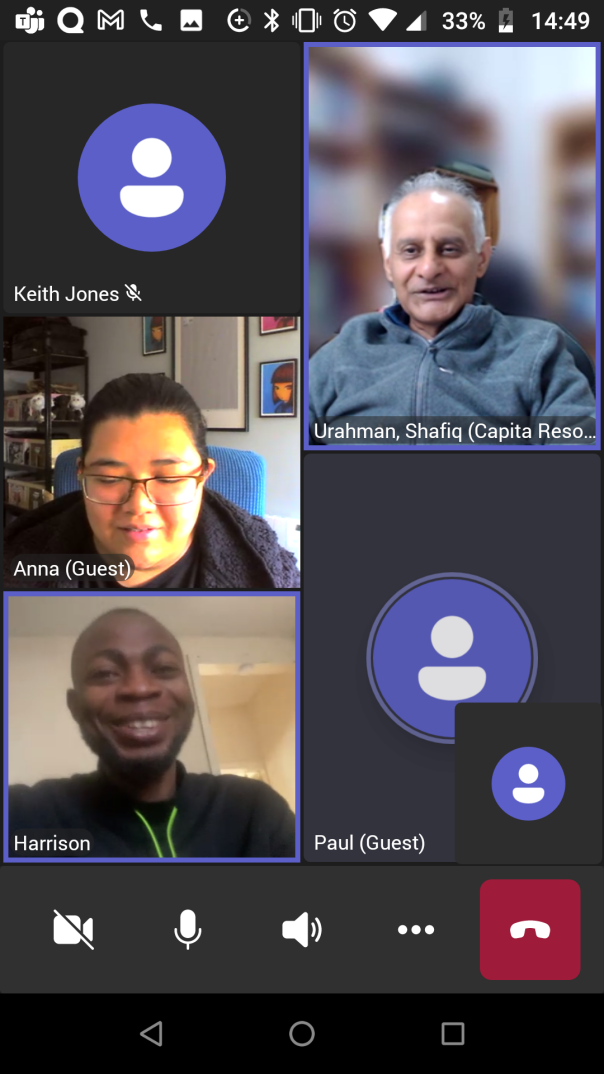 33% 14:49
Keith Jones
Urahman, Shafiq (Capita Reso...
Anna (Guest)
Harrison
Paul (Guest)